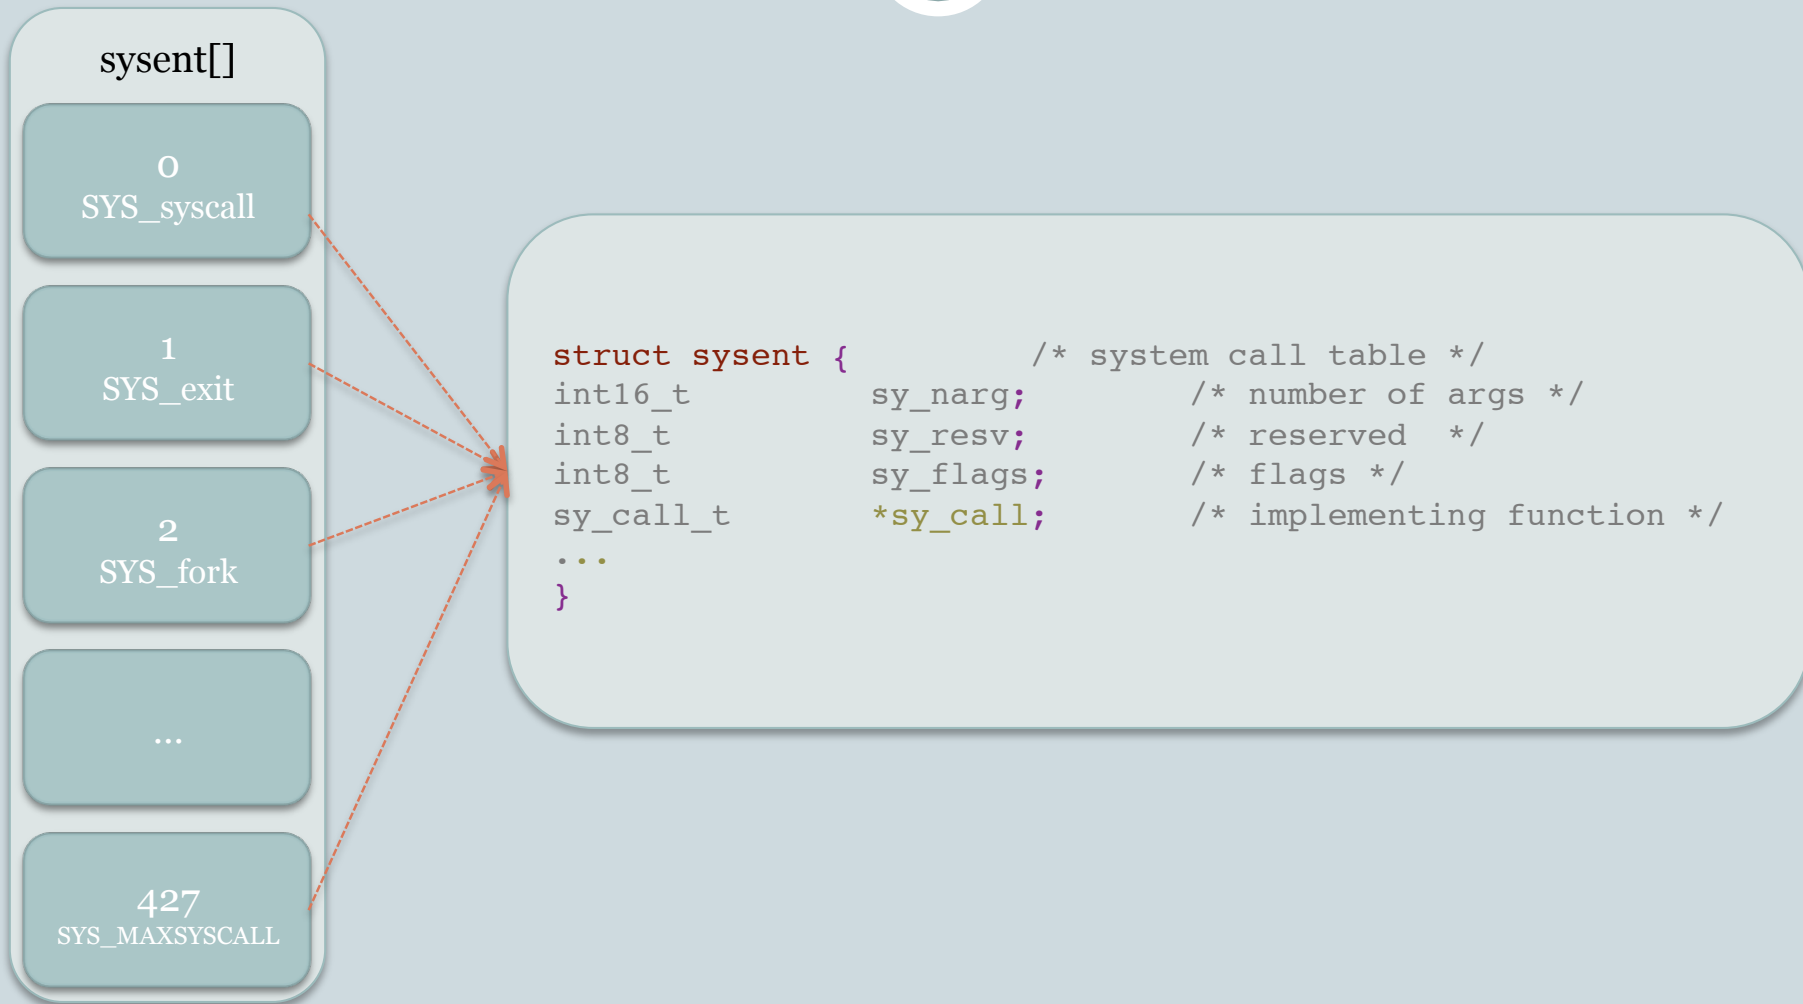 sysent[]
0
SYS_syscall
1
SYS_exit
2
SYS_fork
...
427
SYS_MAXSYSCALL
struct sysent { /* system call table */
int16_t sy_narg; /* number of args */
int8_t sy_resv; /* reserved */
int8_t sy_flags; /* flags */
sy_call_t *sy_call; /* implementing function */
...
}